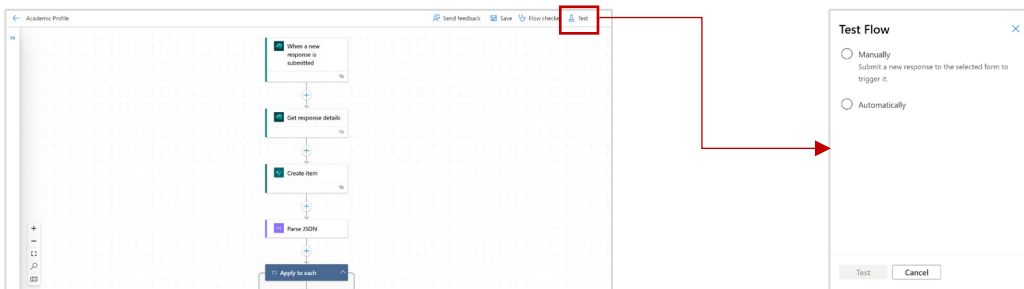 Academic Profile
Send feedback Save Flow checker Test
When a new
response is
submitted
Get response details
Create item
Parse JSON
Apply to each
Test Flow
Manually
Submit a new response to the selected form to
trigger it.
Automatically
Test Cancel